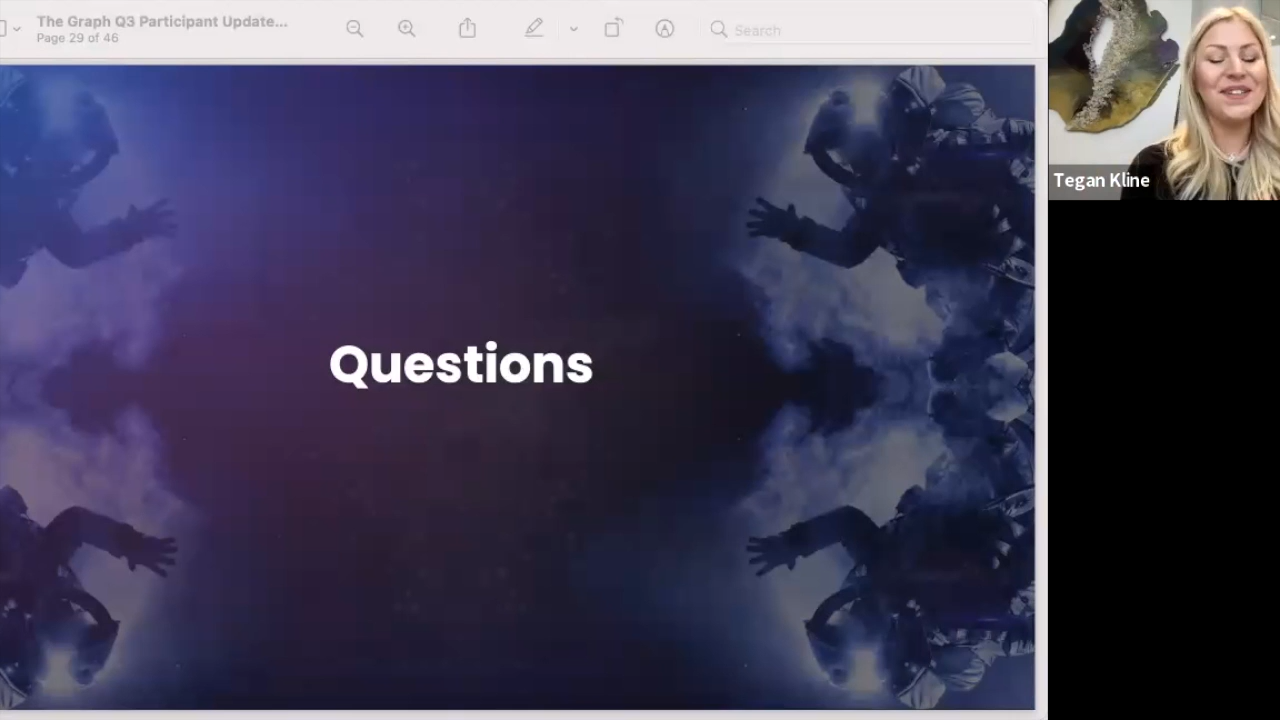 The Graph Q3 Participant Update...
Page 29 of 46
Search
Questions
Tegan Kline